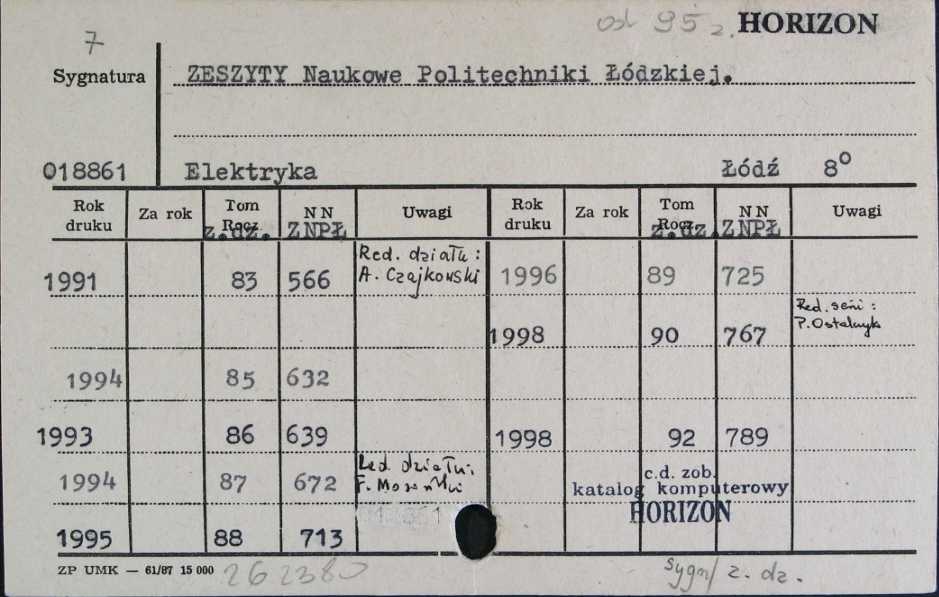 7
od 95 z. HORIZON
Sygnatura ZESZYTY Naukowe Politechniki Łódzkiej.
018861 Elektryka Łódź 8°
Rok druku Za rok Tom Rocz. N N Uwagi Rok druku Za rok Tom Rocz. N N Uwagi
z.dz. ZNPŁ z.dz. ZNPŁ
1991 83 566 Red. działu: A. Czajkowski 1996 89 725
1998 90 767 Red. serii: P. Ostalczyk
1994 85 632
1993 86 639 1998 92 789
1994 87 672 Red. działu: F. c.d. zob.
katalog komputerowy
HORIZON
1995 88 713
ZP UMK — 61/87 15 000 262380 sygn/ z. dz.